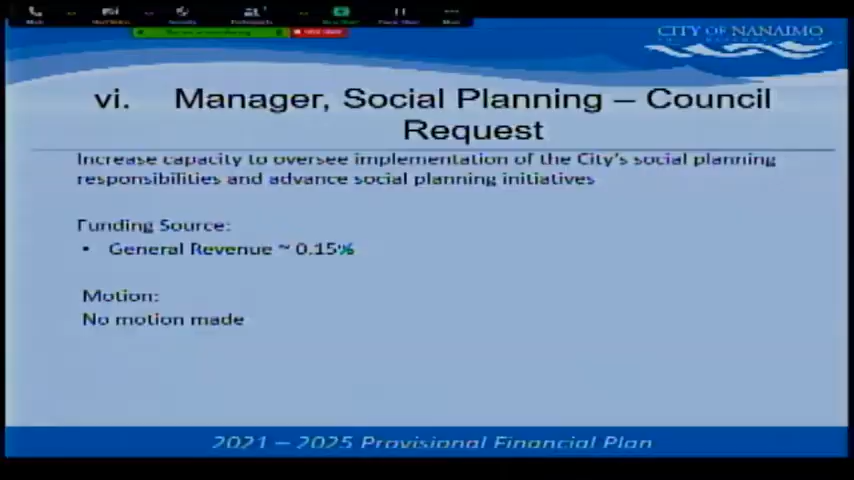 CITY OF NANAIMO
vi. Manager, Social Planning – Council
Request
Increase capacity to oversee implementation of the City's social planning
responsibilities and advance social planning initiatives
Funding Source:
• General Revenue ~ 0.15%
Motion:
No motion made
2021 – 2025 Provisional Financial Plan